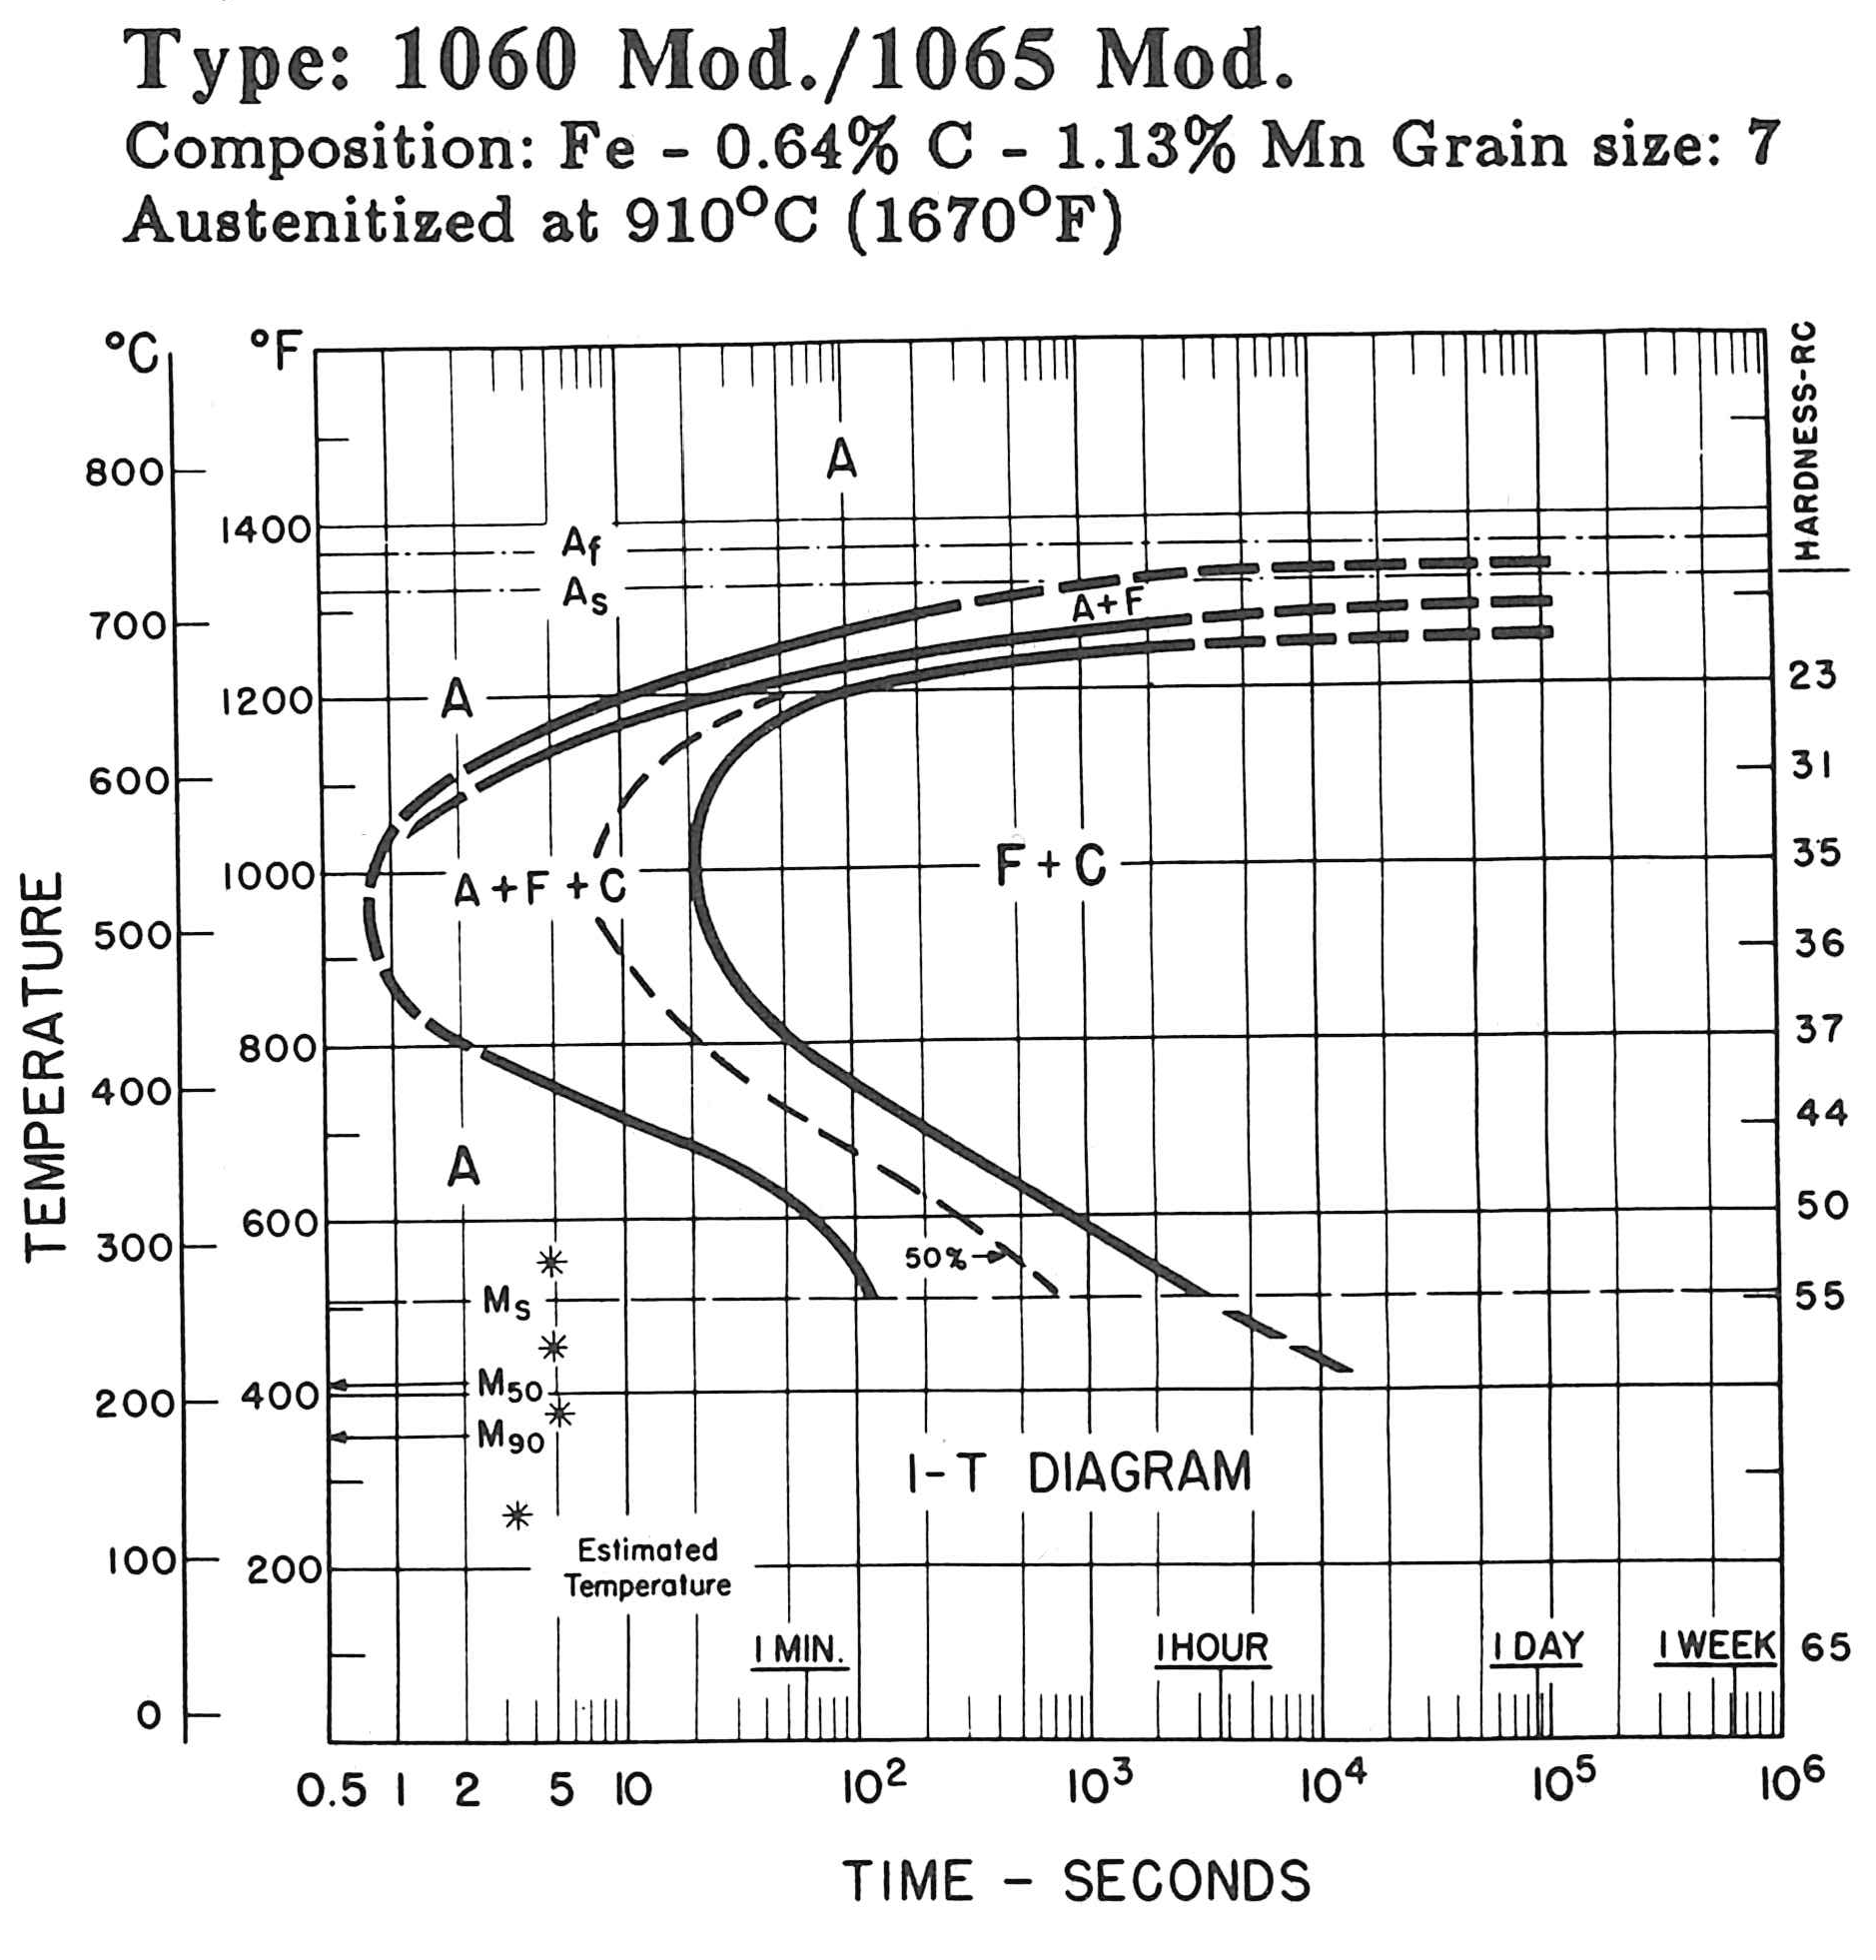 Type: 1060 Mod./1065 Mod.
Composition: Fe - 0.64% C - 1.13% Mn Grain size: 7
Austenitized at 910°C (1670°F)
°C °F
HARDNESS-RC
A
800
1400
Af
As
700
A+F
A
1200
23
600
31
1000
A+F+C
F+C
35
TEMPERATURE
500
36
800
37
400
44
A
600
50
300
50%
*
Ms
55
*
M50
200
400
*
M90
I-T DIAGRAM
*
Estimated
Temperature
100
200
1 MIN. 1 HOUR 1 DAY 1 WEEK 65
0
0.5 1 2 5 10 10² 10³ 10⁴ 10⁵ 10⁶
TIME - SECONDS